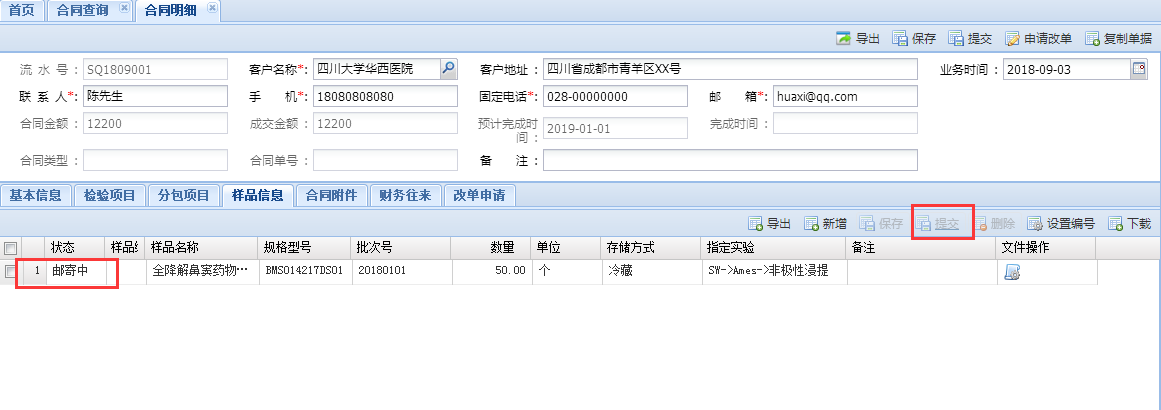 首页 合同查询 合同明细
导出 保存 提交 申请改单 复制单据
流水号： SQ1809001 客户名称*： 四川大学华西医院 客户地址： 四川省成都市青羊区XX号 业务时间： 2018-09-03
联系人*： 陈先生 手机*： 18080808080 固定电话*： 028-00000000 邮箱*： huaxi@qq.com
合同金额： 12200 成交金额： 12200 预计完成时间： 2019-01-01 完成时间：
合同类型： 合同单号： 备注：
基本信息 检验项目 分包项目 样品信息 合同附件 财务往来 改单申请
导出 新增 保存 提交 删除 设置编号 下载
状态 样品 样品名称 规格型号 批次号 数量 单位 存储方式 指定实验 备注 文件操作
1 邮寄中 全降解鼻窦药物… BMS014217DS01 20180101 50.00 个 冷藏 SW->Ames->非极性浸提